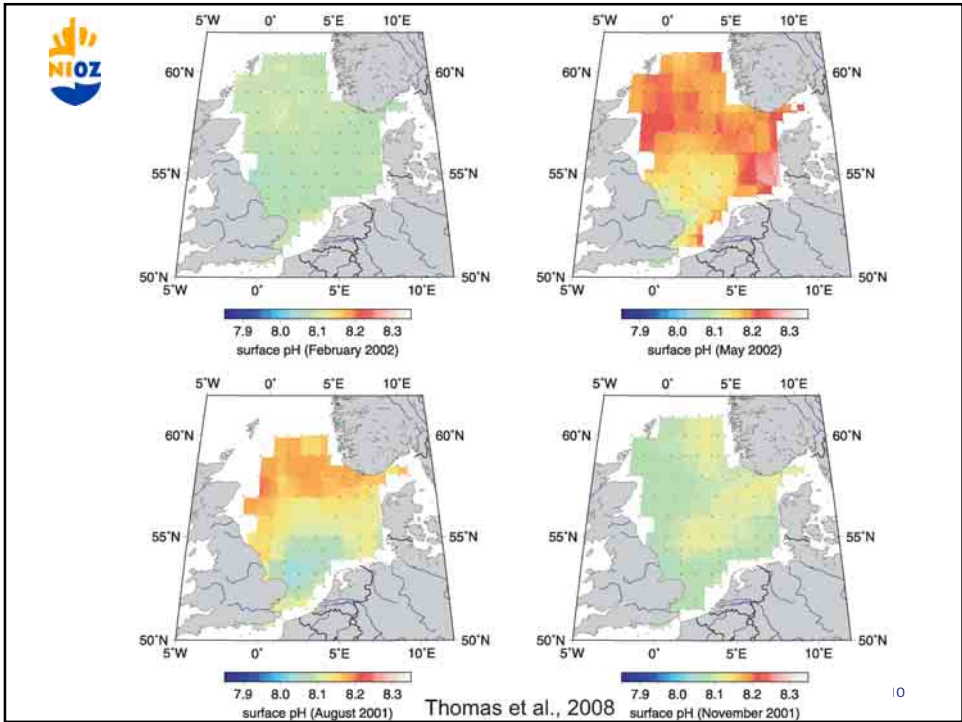 NIOZ
5˚W 0˚ 5˚E 10˚E
60˚N 60˚N
55˚N 55˚N
50˚N 50˚N
5˚W 0˚ 5˚E 10˚E
7.9 8.0 8.1 8.2 8.3
surface pH (February 2002)
5˚W 0˚ 5˚E 10˚E
60˚N 60˚N
55˚N 55˚N
50˚N 50˚N
5˚W 0˚ 5˚E 10˚E
7.9 8.0 8.1 8.2 8.3
surface pH (May 2002)
5˚W 0˚ 5˚E 10˚E
60˚N 60˚N
55˚N 55˚N
50˚N 50˚N
5˚W 0˚ 5˚E 10˚E
7.9 8.0 8.1 8.2 8.3
surface pH (August 2001)
5˚W 0˚ 5˚E 10˚E
60˚N 60˚N
55˚N 55˚N
50˚N 50˚N
5˚W 0˚ 5˚E 10˚E
7.9 8.0 8.1 8.2 8.3
surface pH (November 2001)
Thomas et al., 2008